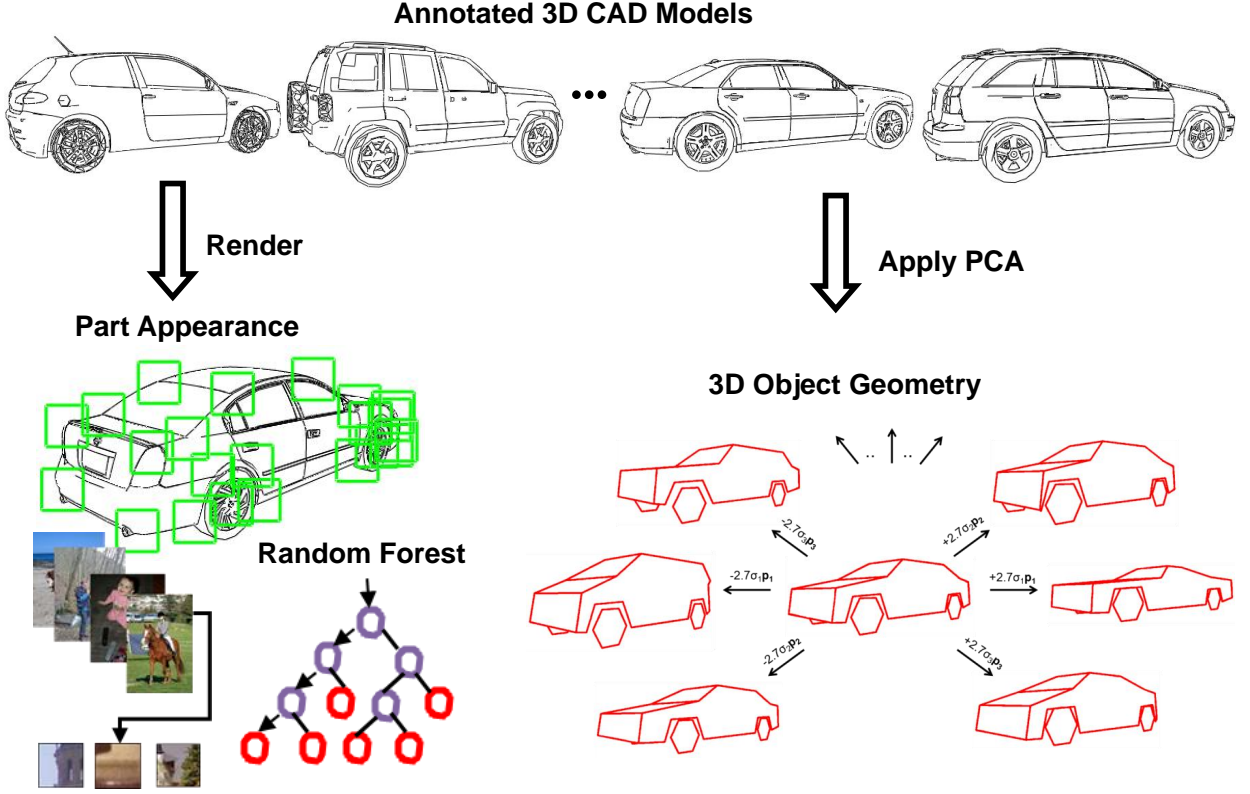 Annotated 3D CAD Models
•••
Render
Apply PCA
Part Appearance
3D Object Geometry
.. ..
Random Forest
-2.7σ₃p₃
+2.7σ₂p₂
-2.7σ₁p₁
+2.7σ₁p₁
-2.7σ₂p₂
+2.7σ₃p₃